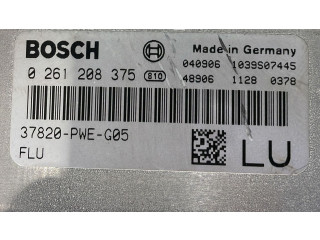 BOSCH
Made in Germany
0 261 208 375 810
040906 1039S07445
48906 1128 0378
37820-PWE-G05
FLU
LU